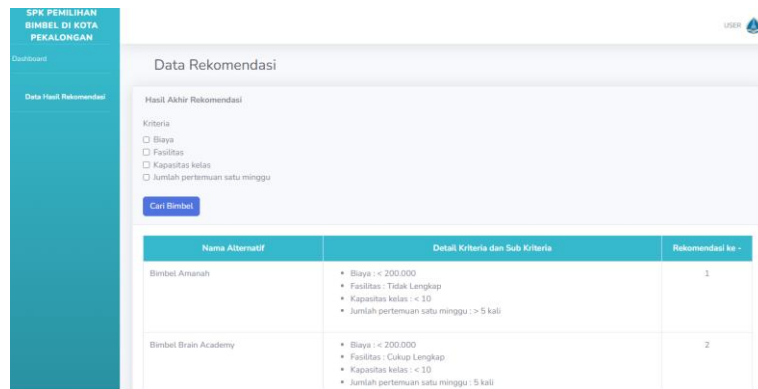 SPK PEMILIHAN
BIMBEL DI KOTA
PEKALONGAN
USER
Dashboard
Data Rekomendasi
Data Hasil Rekomendasi
Hasil Akhir Rekomendasi
Kriteria
Biaya
Fasilitas
Kapasitas kelas
Jumlah pertemuan satu minggu
Cari Bimbel
Nama Alternatif Detail Kriteria dan Sub Kriteria Rekomendasi ke -
Bimbel Amanah • Biaya : < 200.000 1
• Fasilitas : Tidak Lengkap
• Kapasitas kelas : < 10
• Jumlah pertemuan satu minggu : > 5 kali
Bimbel Brain Academy • Biaya : < 200.000 2
• Fasilitas : Cukup Lengkap
• Kapasitas kelas : < 10
• Jumlah pertemuan satu minggu : 5 kali